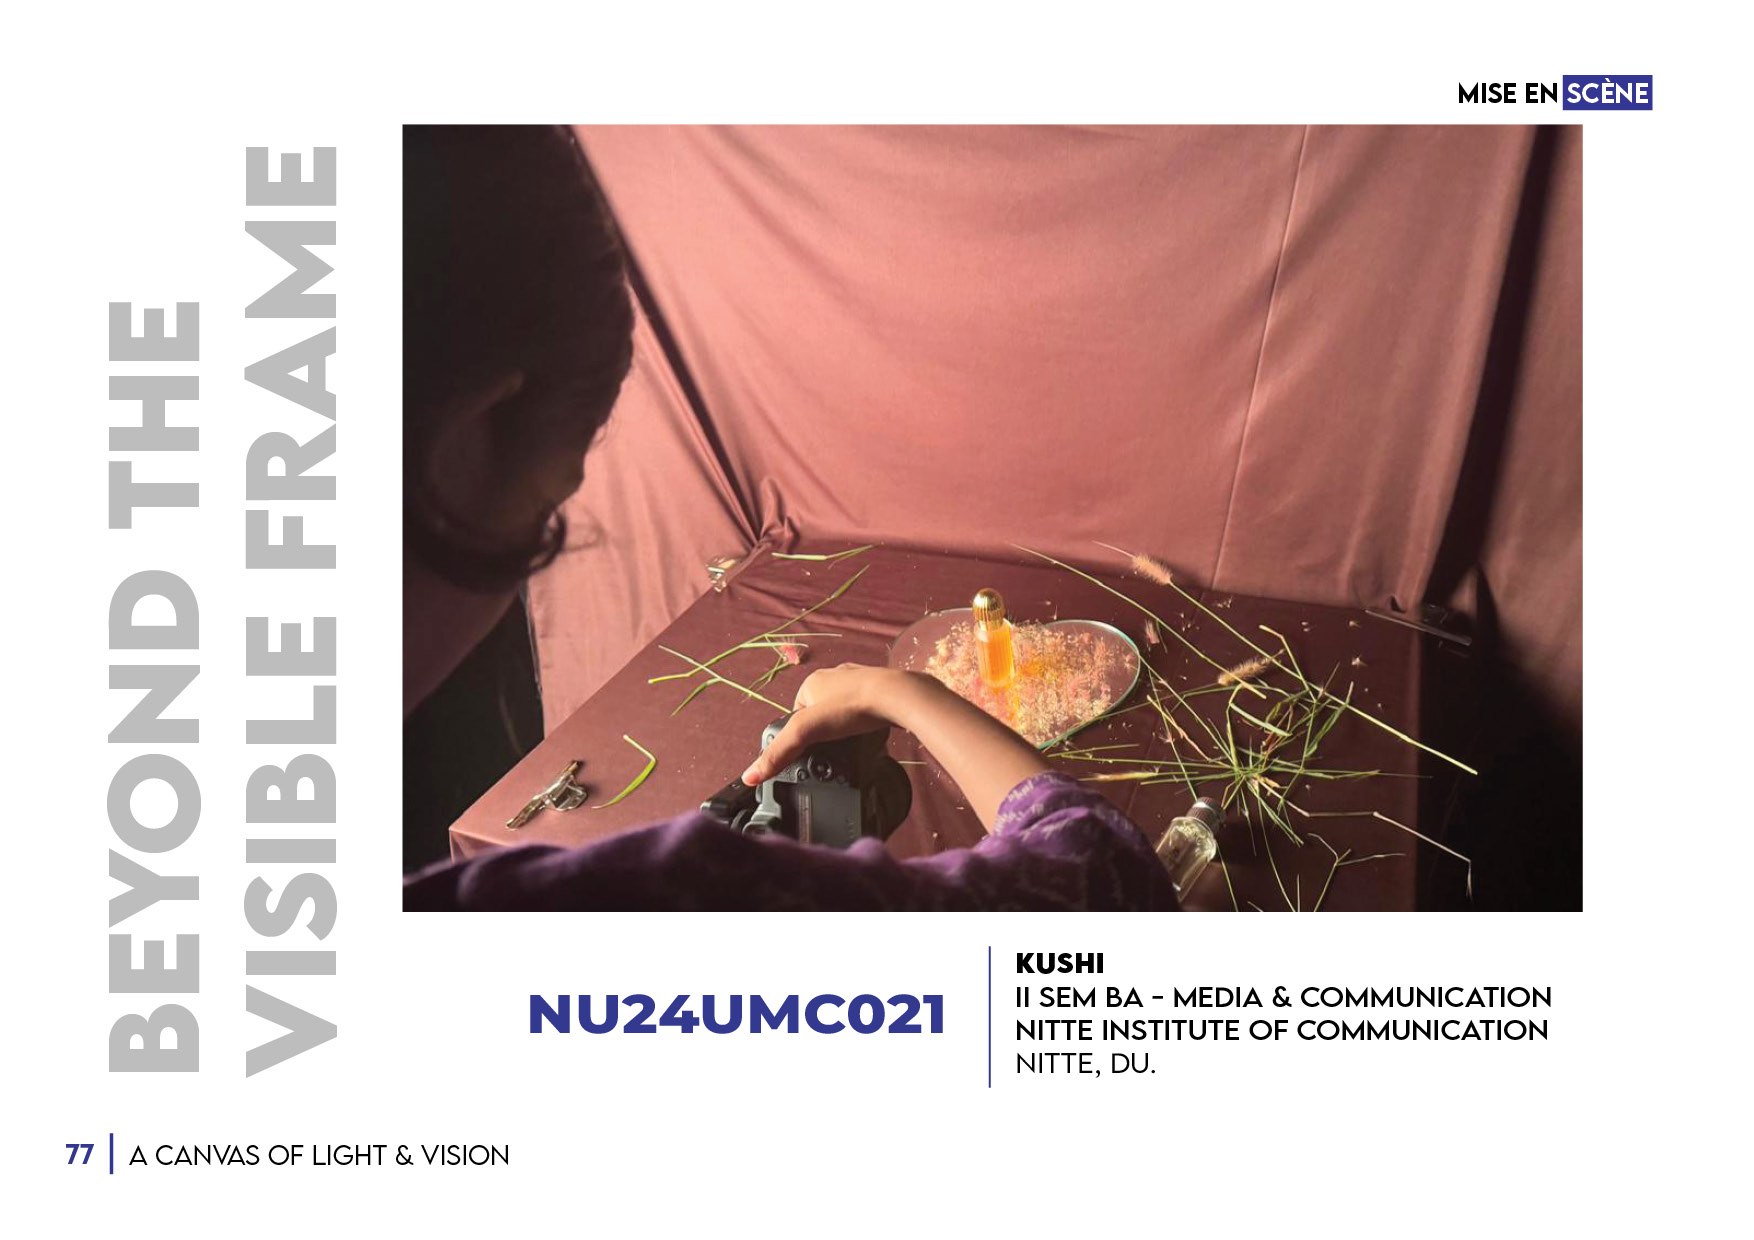 MISE EN SCÈNE
BEYOND THE
VISIBLE FRAME
NU24UMC021
KUSHI
II SEM BA - MEDIA & COMMUNICATION
NITTE INSTITUTE OF COMMUNICATION
NITTE, DU.
77 | A CANVAS OF LIGHT & VISION